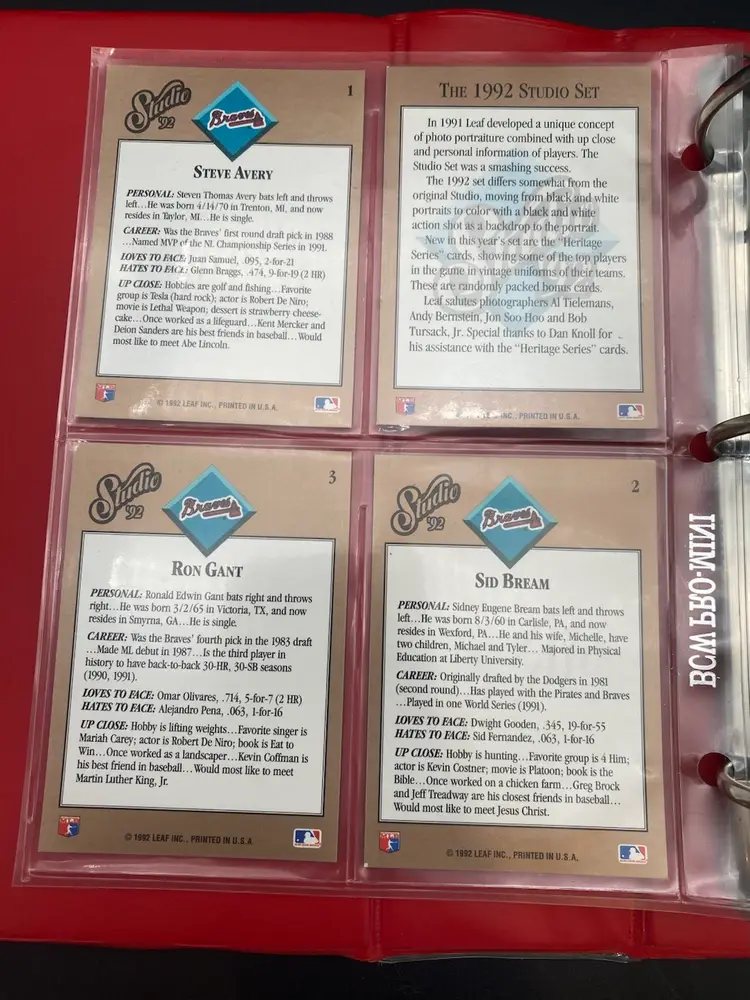 Studio '92
Braves
1
STEVE AVERY
PERSONAL: Steven Thomas Avery bats left and throws
left...He was born 4/14/70 in Trenton, MI, and now
resides in Taylor, MI...He is single.
CAREER: Was the Braves' first round draft pick in 1988
...Named MVP of the NL Championship Series in 1991.
LOVES TO FACE: Juan Samuel, .095, 2-for-21
HATES TO FACE: Glenn Braggs, .474, 9-for-19 (2 HR)
UP CLOSE: Hobbies are golf and fishing...Favorite
group is Tesla (hard rock); actor is Robert De Niro;
movie is Lethal Weapon; dessert is strawberry cheese-
cake...Once worked as a lifeguard...Kent Mercker and
Deion Sanders are his best friends in baseball...Would
most like to meet Abe Lincoln.
© 1992 LEAF INC., PRINTED IN U.S.A.
THE 1992 STUDIO SET
In 1991 Leaf developed a unique concept
of photo portraiture combined with up close
and personal information of players. The
Studio Set was a smashing success.
The 1992 set differs somewhat from the
original Studio, moving from black and white
portraits to color with a black and white
action shot as a backdrop to the portrait.
New in this year's set are the "Heritage
Series" cards, showing some of the top players
in the game in vintage uniforms of their teams.
These are randomly packed bonus cards.
Leaf salutes photographers Al Tielemans,
Andy Bernstein, Jon Soo Hoo and Bob
Tursack, Jr. Special thanks to Dan Knoll for
his assistance with the "Heritage Series" cards.
INC., PRINTED IN U.S.A.
Studio '92
Braves
3
RON GANT
PERSONAL: Ronald Edwin Gant bats right and throws
right...He was born 3/2/65 in Victoria, TX, and now
resides in Smyrna, GA...He is single.
CAREER: Was the Braves' fourth pick in the 1983 draft
...Made ML debut in 1987...Is the third player in
history to have back-to-back 30-HR, 30-SB seasons
(1990, 1991).
LOVES TO FACE: Omar Olivares, .714, 5-for-7 (2 HR)
HATES TO FACE: Alejandro Pena, .063, 1-for-16
UP CLOSE: Hobby is lifting weights...Favorite singer is
Mariah Carey; actor is Robert De Niro; book is Eat to
Win...Once worked as a landscaper...Kevin Coffman is
his best friend in baseball...Would most like to meet
Martin Luther King, Jr.
© 1992 LEAF INC., PRINTED IN U.S.A.
Studio '92
Braves
2
SID BREAM
PERSONAL: Sidney Eugene Bream bats left and throws
left...He was born 8/3/60 in Carlisle, PA, and now
resides in Wexford, PA...He and his wife, Michelle, have
two children, Michael and Tyler... Majored in Physical
Education at Liberty University.
CAREER: Originally drafted by the Dodgers in 1981
(second round)...Has played with the Pirates and Braves
...Played in one World Series (1991).
LOVES TO FACE: Dwight Gooden, .345, 19-for-55
HATES TO FACE: Sid Fernandez, .063, 1-for-16
UP CLOSE: Hobby is hunting...Favorite group is 4 Him;
actor is Kevin Costner; movie is Platoon; book is the
Bible...Once worked on a chicken farm...Greg Brock
and Jeff Treadway are his closest friends in baseball...
Would most like to meet Jesus Christ.
© 1992 LEAF INC., PRINTED IN U.S.A.
BCW PRO-MINI